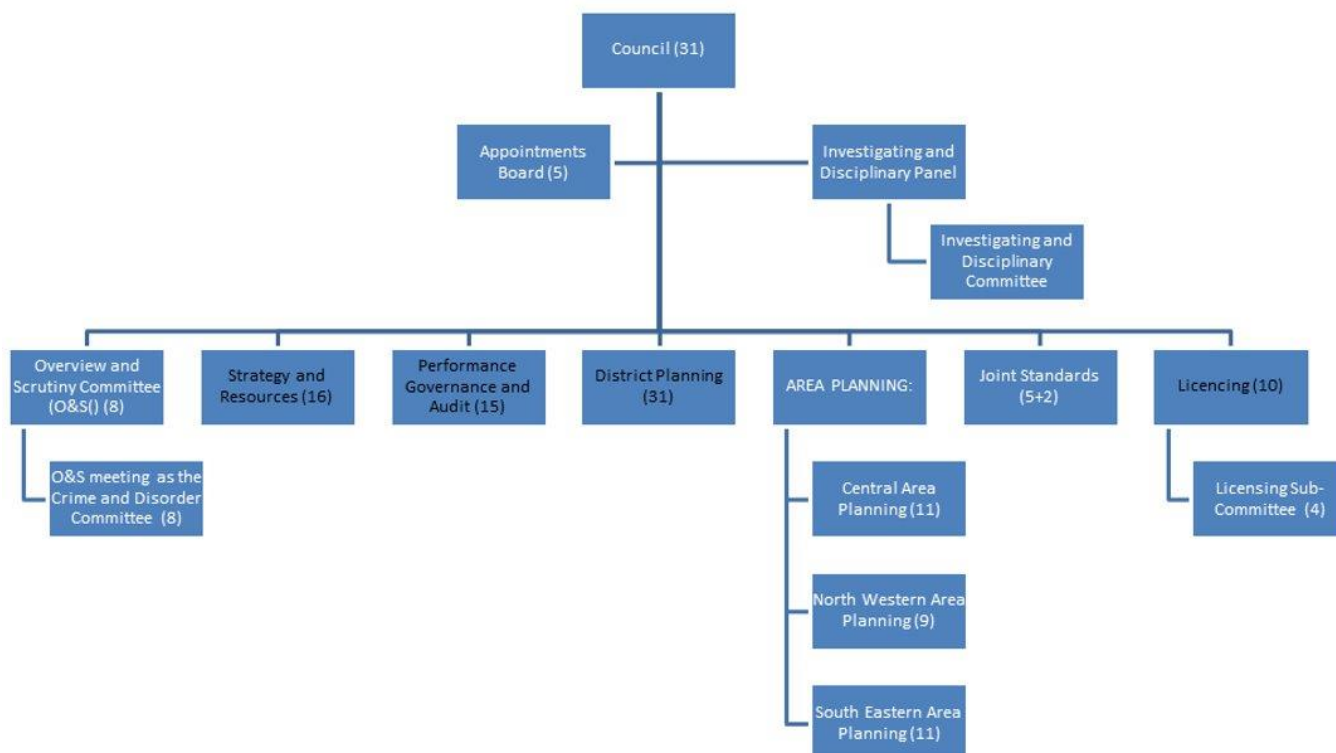 Council (31)
Appointments
Board (5)
Investigating and
Disciplinary Panel
Investigating and
Disciplinary
Committee
Overview and
Scrutiny Committee
(O&S() (8)
Strategy and
Resources (16)
Performance
Governance and
Audit (15)
District Planning
(31)
AREA PLANNING:
Joint Standards
(5+2)
Licencing (10)
O&S meeting as the
Crime and Disorder
Committee (8)
Central Area
Planning (11)
Licensing Sub-
Committee (4)
North Western Area
Planning (9)
South Eastern Area
Planning (11)